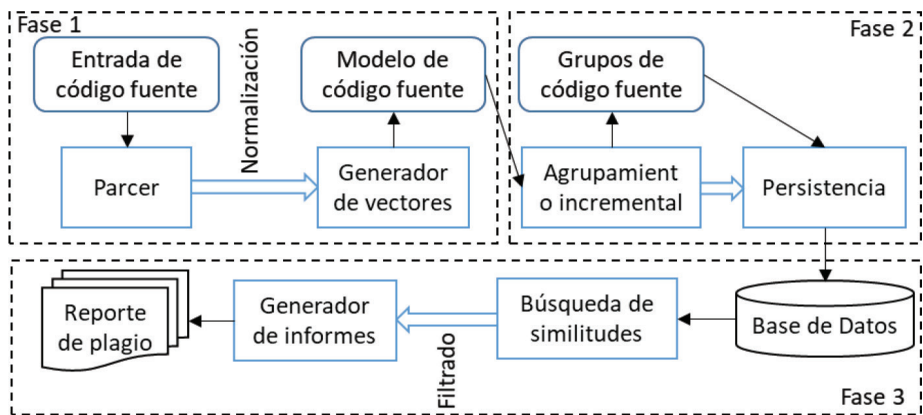 Fase 1
Entrada de
código fuente
Normalización
Modelo de
código fuente
Parcer
Generador
de vectores
Fase 2
Grupos de
código fuente
Agrupamient
o incremental
Persistencia
Reporte
de plagio
Generador
de informes
Filtrado
Búsqueda de
similitudes
Base de Datos
Fase 3